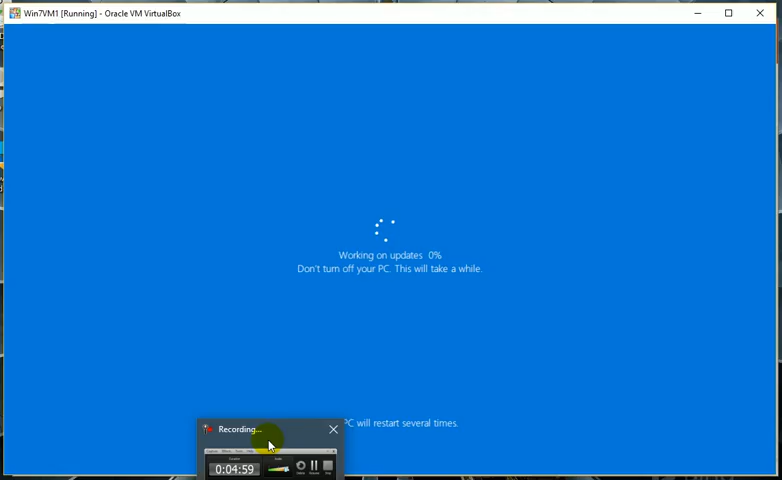 Win7VM1 [Running] - Oracle VM VirtualBox
Working on updates 0%
Don't turn off your PC. This will take a while.
PC will restart several times.
Recording...
0:04:59